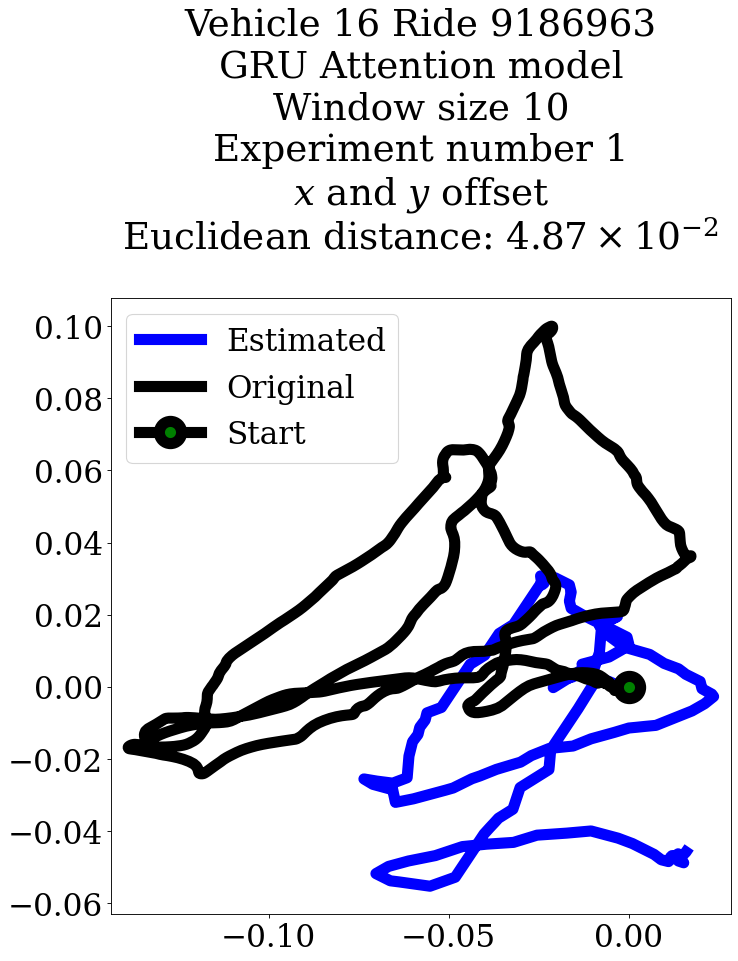 Vehicle 16 Ride 9186963
GRU Attention model
Window size 10
Experiment number 1
x and y offset
Euclidean distance: 4.87 × 10⁻²
Estimated
Original
Start
0.10
0.08
0.06
0.04
0.02
0.00
−0.02
−0.04
−0.06
−0.10
−0.05
0.00